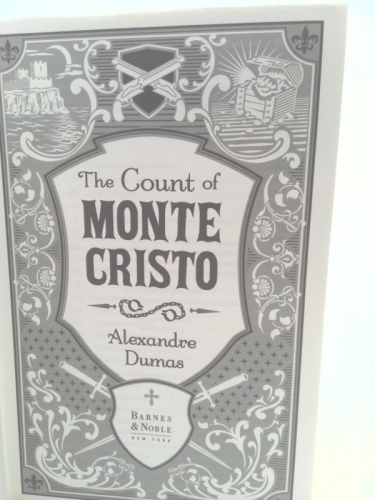 The Count of
MONTE
CRISTO
Alexandre
Dumas
BARNES
& NOBLE
NEW YORK